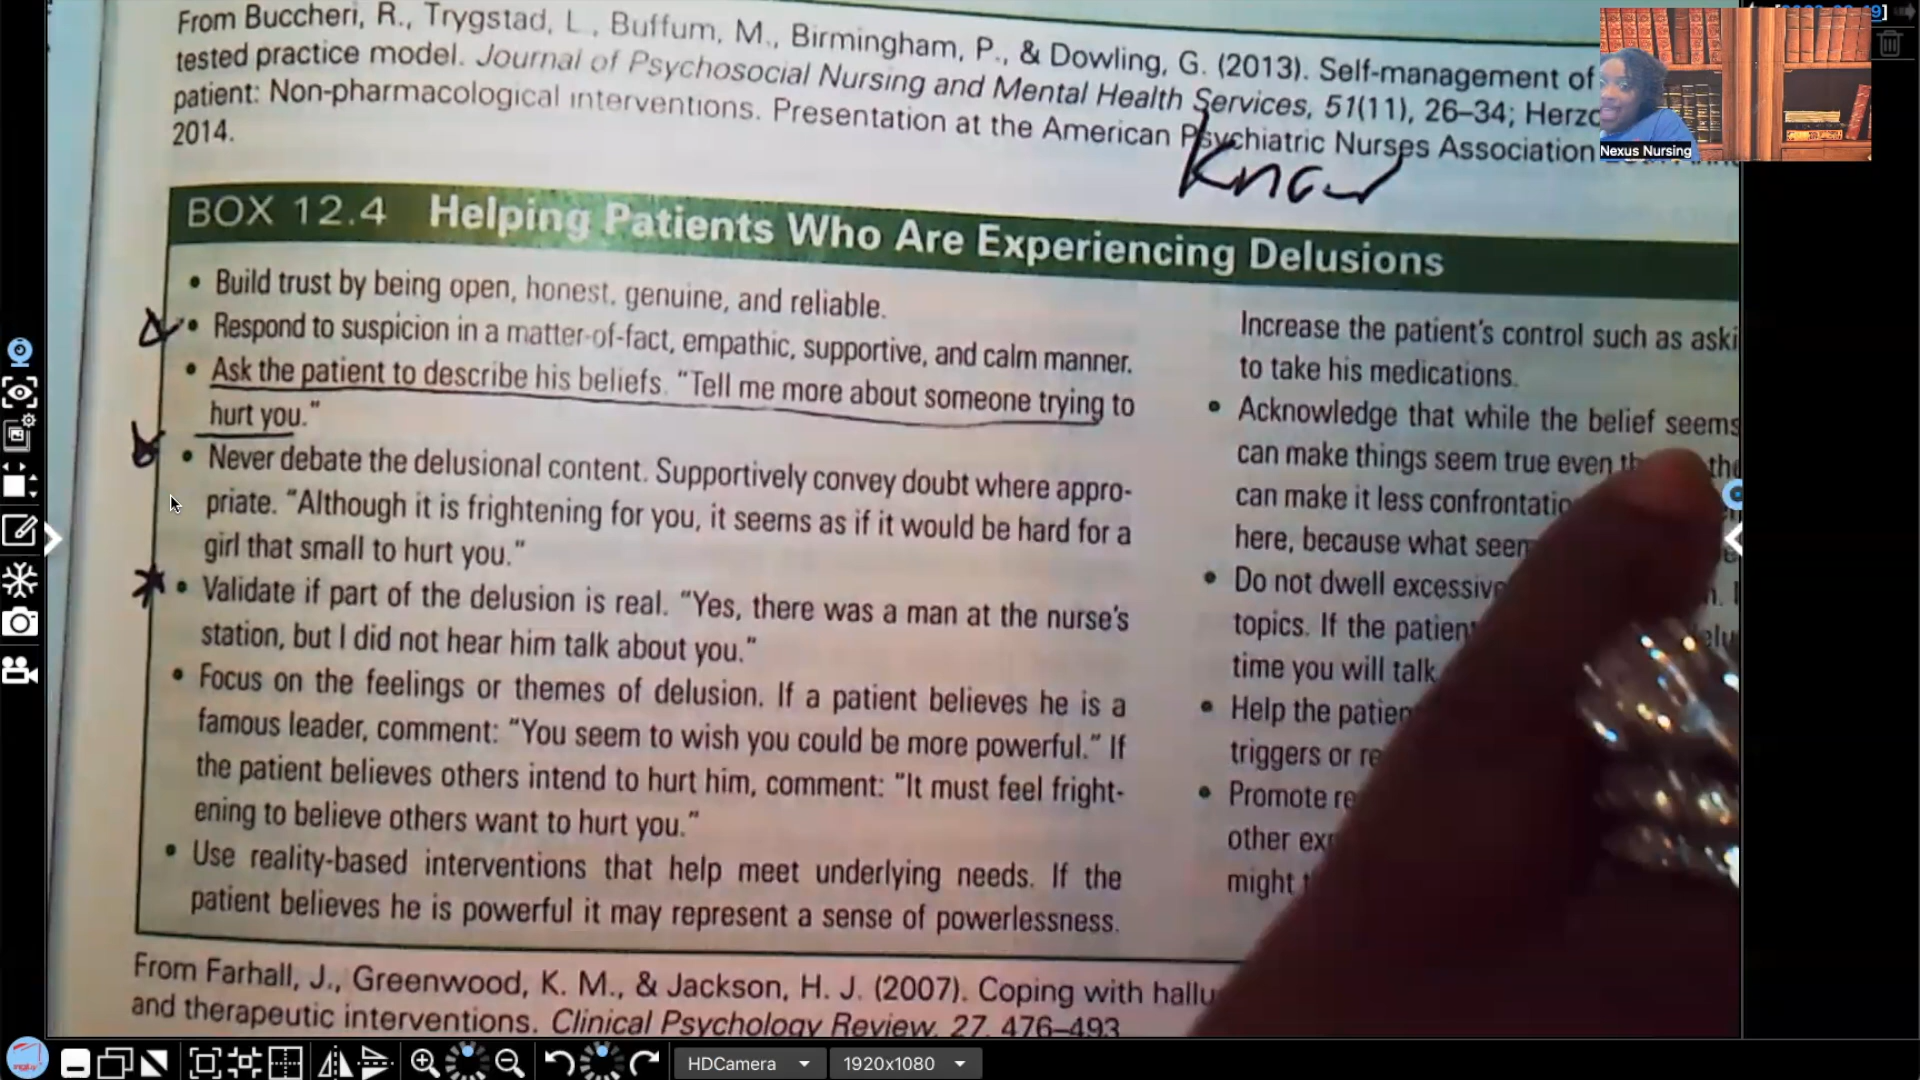 From Buccheri, R., Trygstad, L., Buffum, M., Birmingham, P., & Dowling, G. (2013). Self-management of
tested practice model. Journal of Psychosocial Nursing and Mental Health Services, 51(11), 26–34;
patient: Non-pharmacological interventions. Presentation at the American Psychiatric Nurses Association
2014.
Know
Nexus Nursing
BOX 12.4 Helping Patients Who Are Experiencing Delusions
• Build trust by being open, honest, genuine, and reliable.
• Respond to suspicion in a matter-of-fact, empathic, supportive, and calm manner.
• Ask the patient to describe his beliefs. “Tell me more about someone trying to
hurt you.”
• Never debate the delusional content. Supportively convey doubt where appro-
priate. “Although it is frightening for you, it seems as if it would be hard for a
girl that small to hurt you.”
• Validate if part of the delusion is real. “Yes, there was a man at the nurse’s
station, but I did not hear him talk about you.”
• Focus on the feelings or themes of delusion. If a patient believes he is a
famous leader, comment: “You seem to wish you could be more powerful.” If
the patient believes others intend to hurt him, comment: “It must feel fright-
ening to believe others want to hurt you.”
• Use reality-based interventions that help meet underlying needs. If the
patient believes he is powerful it may represent a sense of powerlessness.
Increase the patient’s control such as
to take his medications.
• Acknowledge that while the belief seems
can make things seem true even
can make it less
here, because what
• Do not dwell
topics. If the
time you will talk
• Help the
triggers or
• Promote
other
might
From Farhall, J., Greenwood, K. M., & Jackson, H. J. (2007). Coping with
and therapeutic interventions. Clinical Psychology Review, 27, 476–493
HDCamera
1920x1080